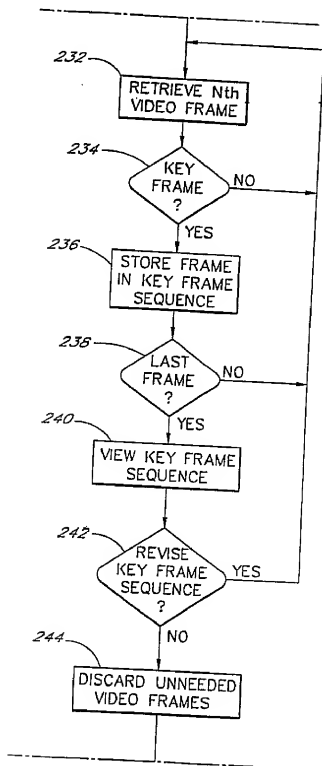 232
RETRIEVE Nth
VIDEO FRAME
234
KEY
FRAME
?
NO
YES
236
STORE FRAME
IN KEY FRAME
SEQUENCE
238
LAST
FRAME
?
NO
YES
240
VIEW KEY FRAME
SEQUENCE
242
REVISE
KEY FRAME
SEQUENCE
?
YES
NO
244
DISCARD UNNEEDED
VIDEO FRAMES